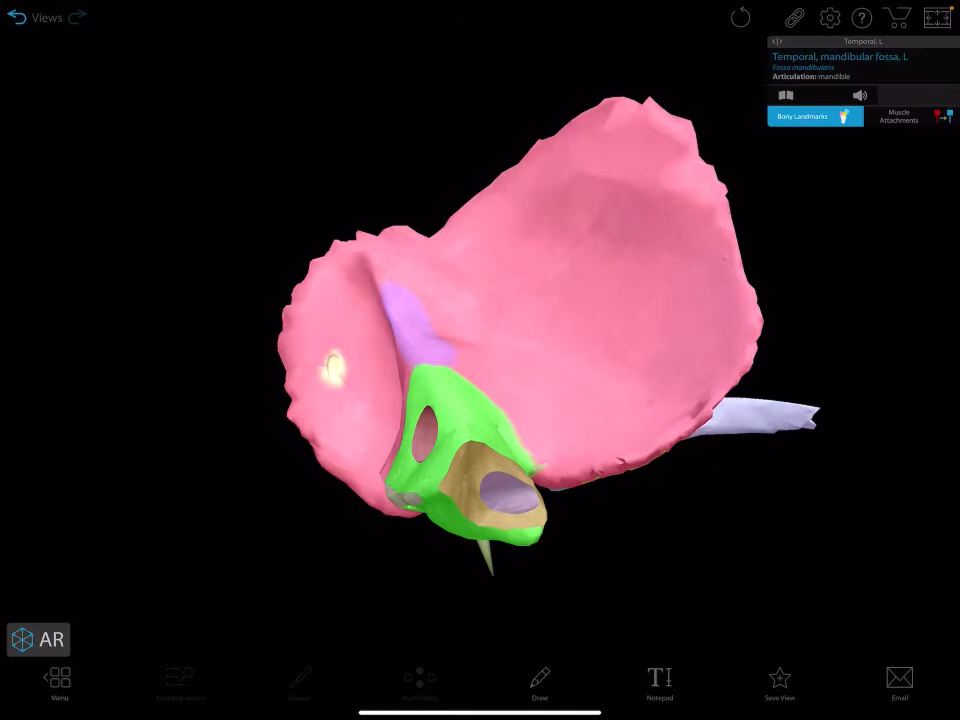 Views
Temporal, L
Temporal, mandibular fossa, L
Fossa mandibularis
Articulation: mandible
Bony Landmarks
Muscle
Attachments
AR
Menu
Draw
Notepad
Save View
Email